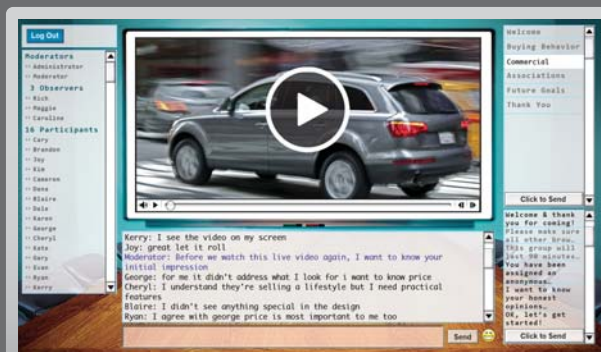 Log Out
Moderators
Administrator
Moderator
3 Observers
Rich
Maggie
Caroline
16 Participants
Cary
Brandon
Joy
Kim
Cameron
Dana
Blaire
Dale
Karen
George
Cheryl
Kate
Gary
Evan
Ryan
Kerry
Kerry: I see the video on my screen
Joy: great let it roll
Moderator: Before we watch this live video again, I want to know your
initial impression
George: for me it didn't address what I look for i want to know price
Cheryl: I understand they're selling a lifestyle but I need practical
features
Blaire: I didn't see anything special in the design
Ryan: I agree with george price is most important to me too
Send
Welcome
Buying Behavior
Commercial
Associations
Future Goals
Thank You
Click to Send
Welcome & thank
you for coming!
Please make sure
all other brow…
This group will
last 90 minutes…
You have been
assigned an
anonymous…
I want to know
your honest
opinions…
OK, let's get
started!
Click to Send